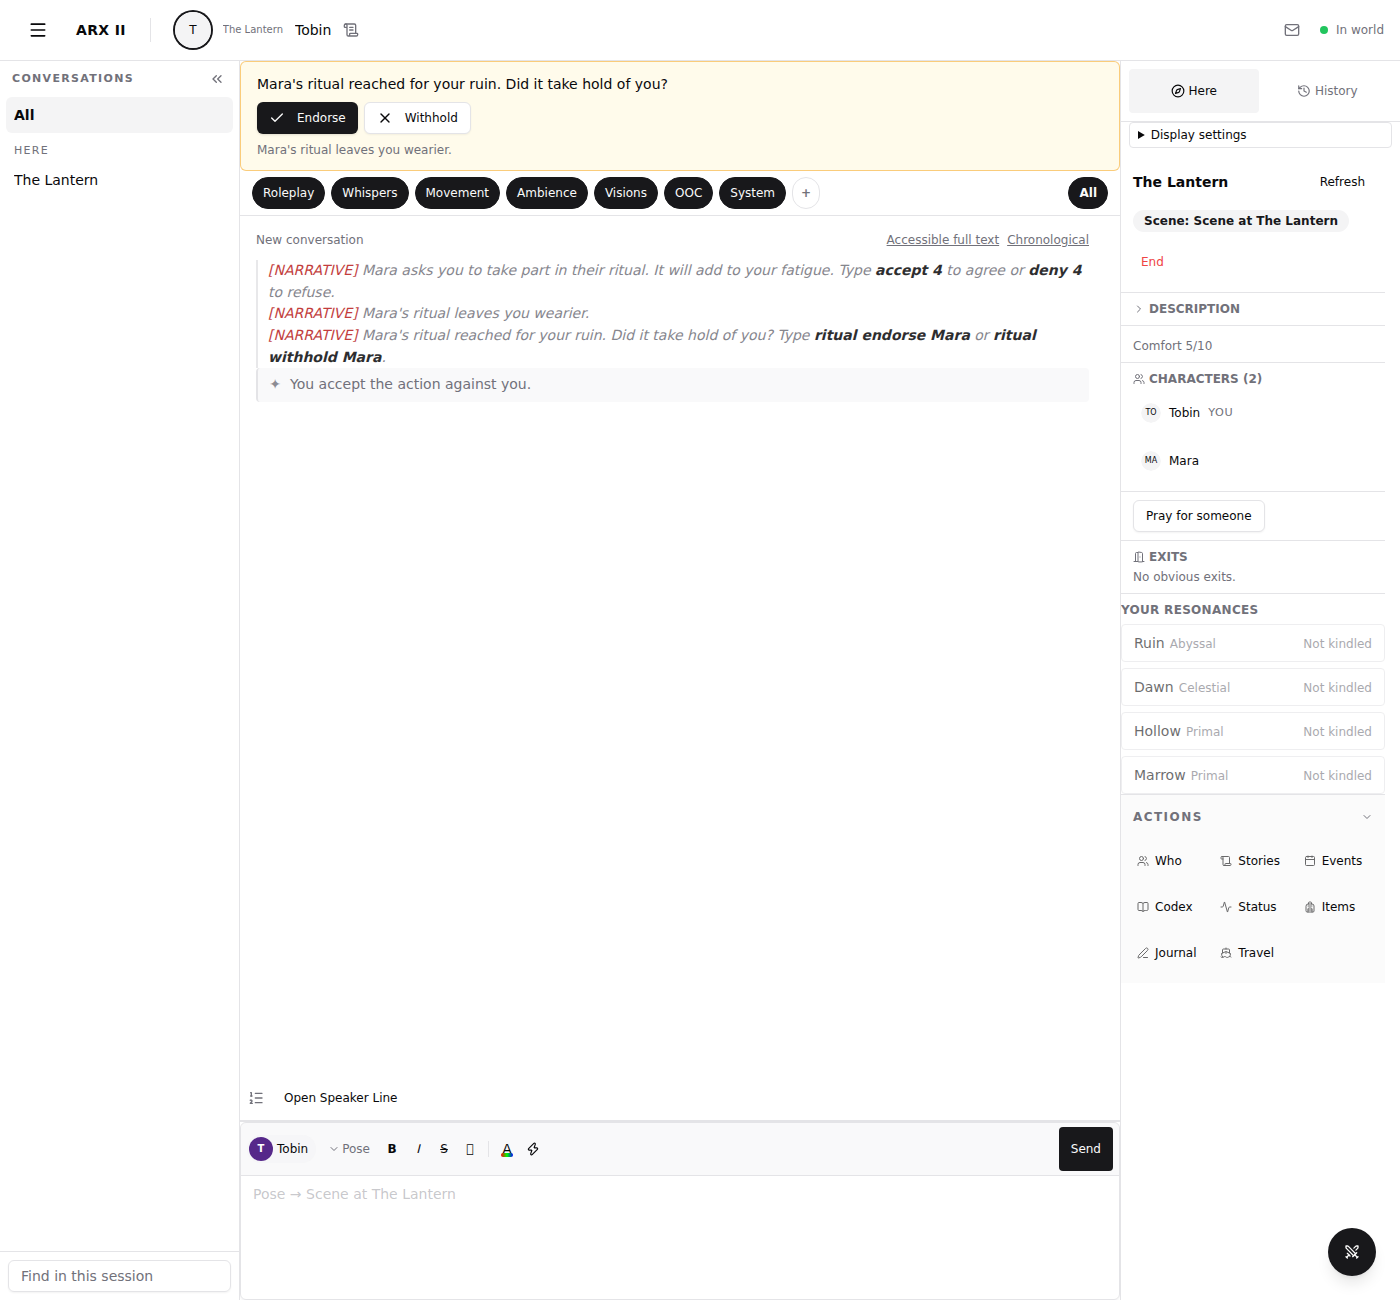 ARX II
T
The Lantern
Tobin
In world
CONVERSATIONS
All
HERE
The Lantern
Find in this session
Mara's ritual reached for your ruin. Did it take hold of you?
Endorse
Withhold
Mara's ritual leaves you wearier.
Roleplay
Whispers
Movement
Ambience
Visions
OOC
System
+
All
New conversation
Accessible full text
Chronological
[NARRATIVE] Mara asks you to take part in their ritual. It will add to your fatigue. Type accept 4 to agree or deny 4
to refuse.
[NARRATIVE] Mara's ritual leaves you wearier.
[NARRATIVE] Mara's ritual reached for your ruin. Did it take hold of you? Type ritual endorse Mara or ritual
withhold Mara.
You accept the action against you.
Open Speaker Line
T
Tobin
Pose
B
I
S
A
Send
Pose → Scene at The Lantern
Here
History
Display settings
The Lantern
Refresh
Scene: Scene at The Lantern
End
DESCRIPTION
Comfort 5/10
CHARACTERS (2)
TO
Tobin YOU
MA
Mara
Pray for someone
EXITS
No obvious exits.
YOUR RESONANCES
Ruin Abyssal Not kindled
Dawn Celestial Not kindled
Hollow Primal Not kindled
Marrow Primal Not kindled
ACTIONS
Who
Stories
Events
Codex
Status
Items
Journal
Travel